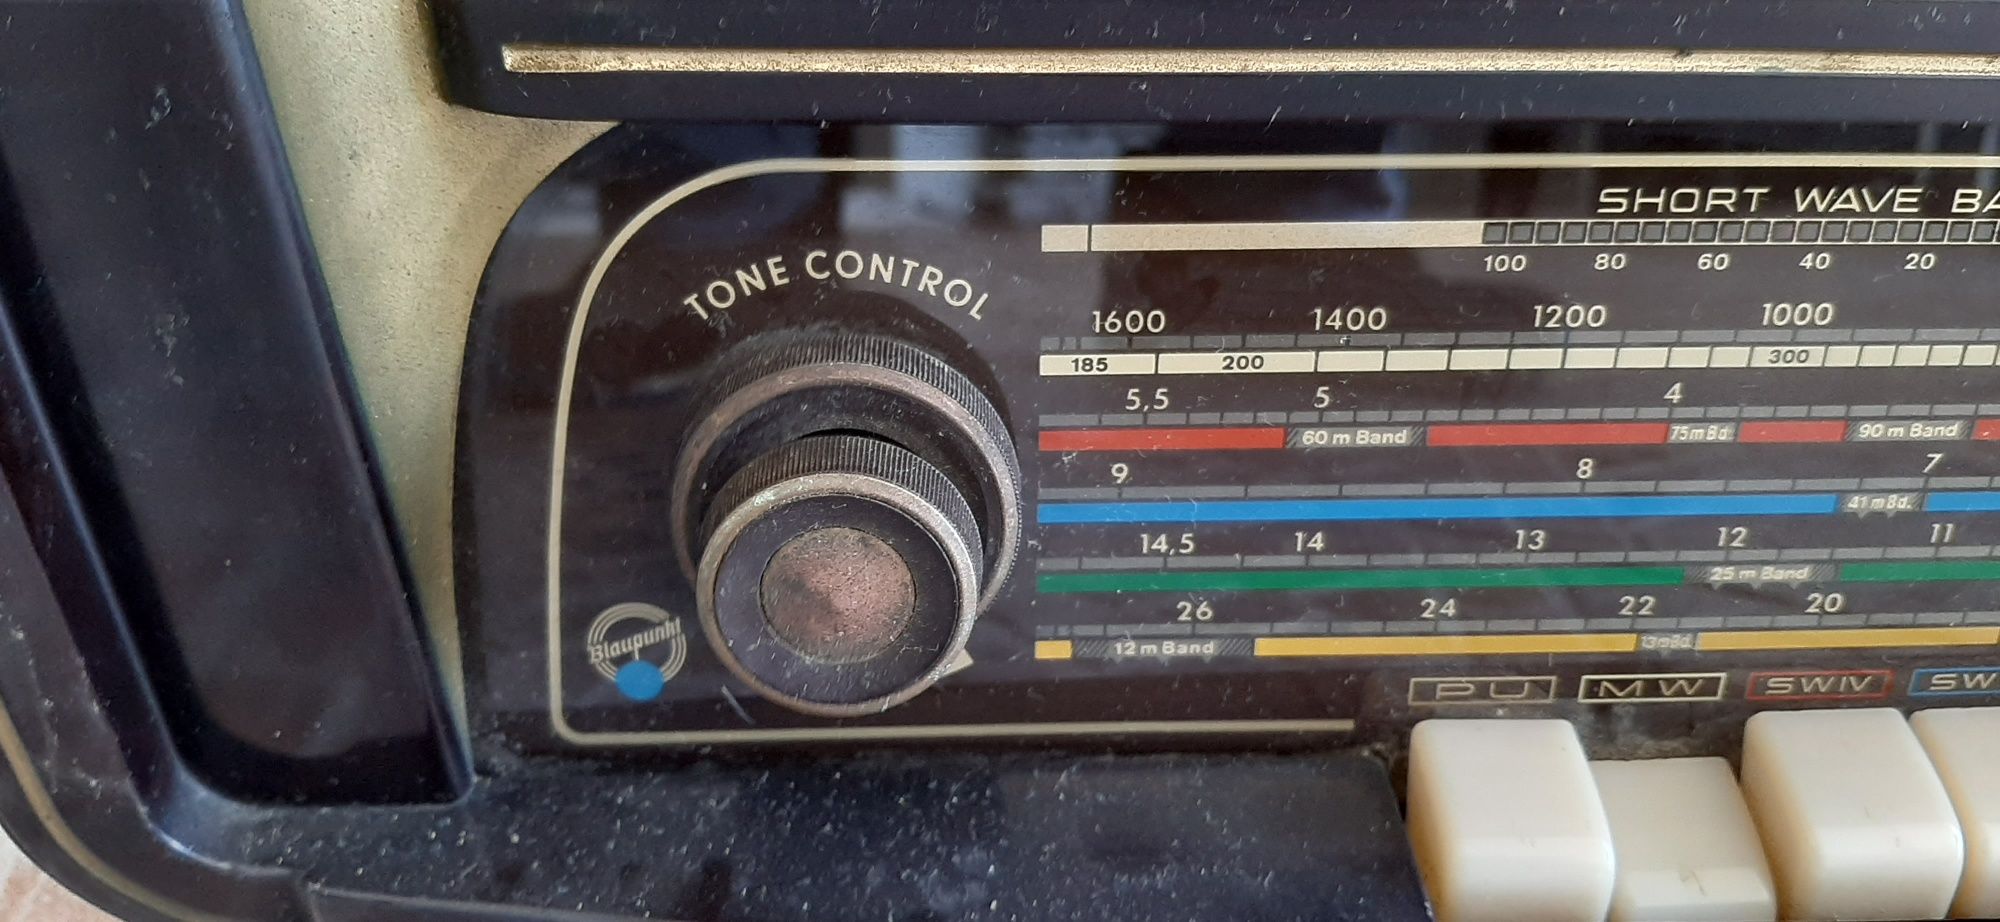 SHORT WAVE BA
TONE CONTROL
100 80 60 40 20
1600 1400 1200 1000
185 200 300
5,5 5 4
60 m Band 75 m Bd. 90 m Band
9 8 7
41 m Bd.
14,5 14 13 12 11
25 m Band
26 24 22 20
Blaupunkt
12 m Band 13 m Bd.
PU MW SWIV SW